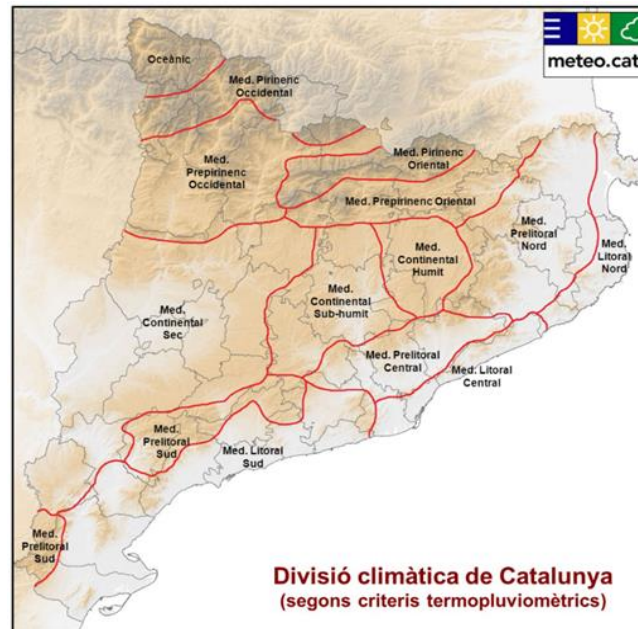 meteo.cat
Oceànic
Med. Pirinenc
Occidental
Med.
Prepirinenc
Occidental
Med. Pirinenc
Oriental
Med. Prepirinenc Oriental
Med.
Prelitoral
Nord
Med.
Litoral
Nord
Med.
Continental
Humit
Med.
Continental
Sub-humit
Med.
Continental
Sec
Med. Prelitoral
Central
Med. Litoral
Central
Med.
Prelitoral
Sud
Med. Litoral
Sud
Med.
Prelitoral
Sud
Divisió climàtica de Catalunya
(segons criteris termopluviomètrics)